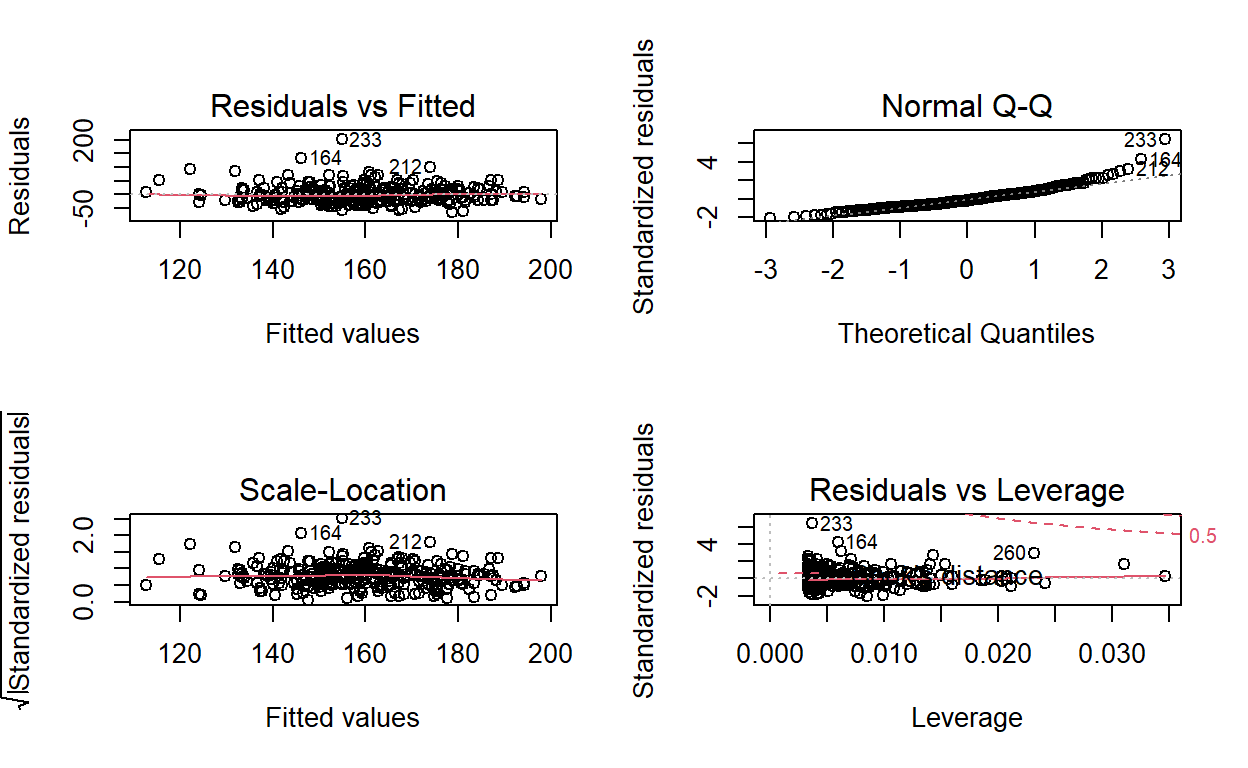 Residuals vs Fitted
Residuals
200
-50
233
164
212
120 140 160 180 200
Fitted values
Normal Q-Q
Standardized residuals
4
-2
233
164
212
-3 -2 -1 0 1 2 3
Theoretical Quantiles
Scale-Location
√|Standardized residuals|
2.0
0.0
233
164
212
120 140 160 180 200
Fitted values
Residuals vs Leverage
Standardized residuals
4
-2
233
164
260
0.5
distance
0.000 0.010 0.020 0.030
Leverage